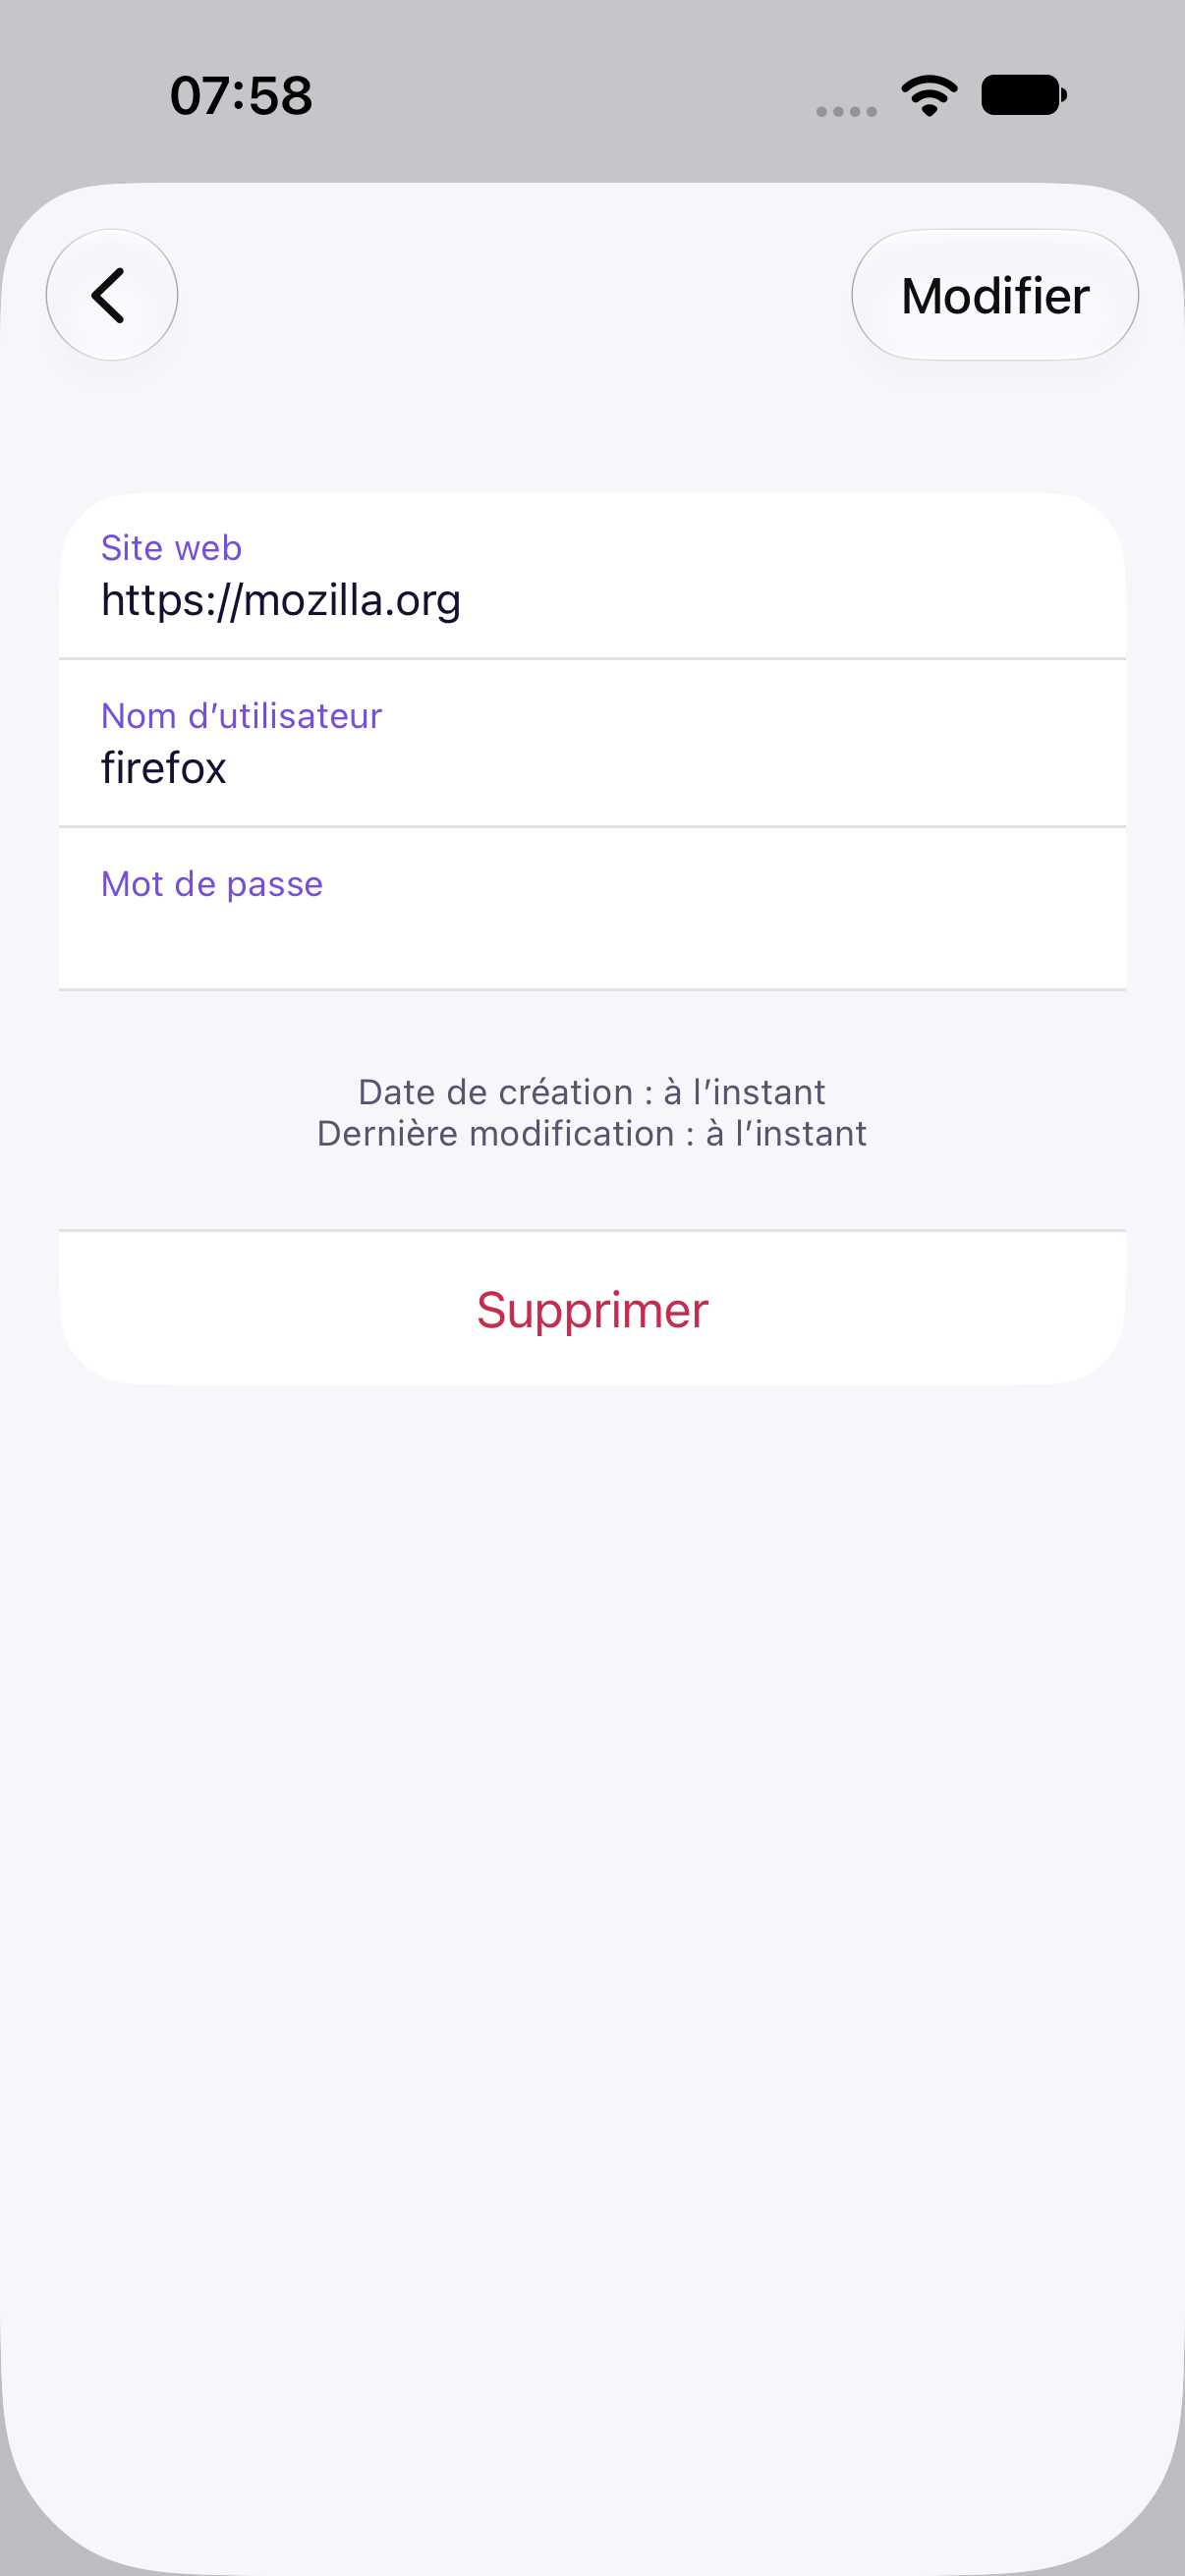 07:58
Modifier
Site web
https://mozilla.org
Nom d’utilisateur
firefox
Mot de passe
Date de création : à l’instant
Dernière modification : à l’instant
Supprimer